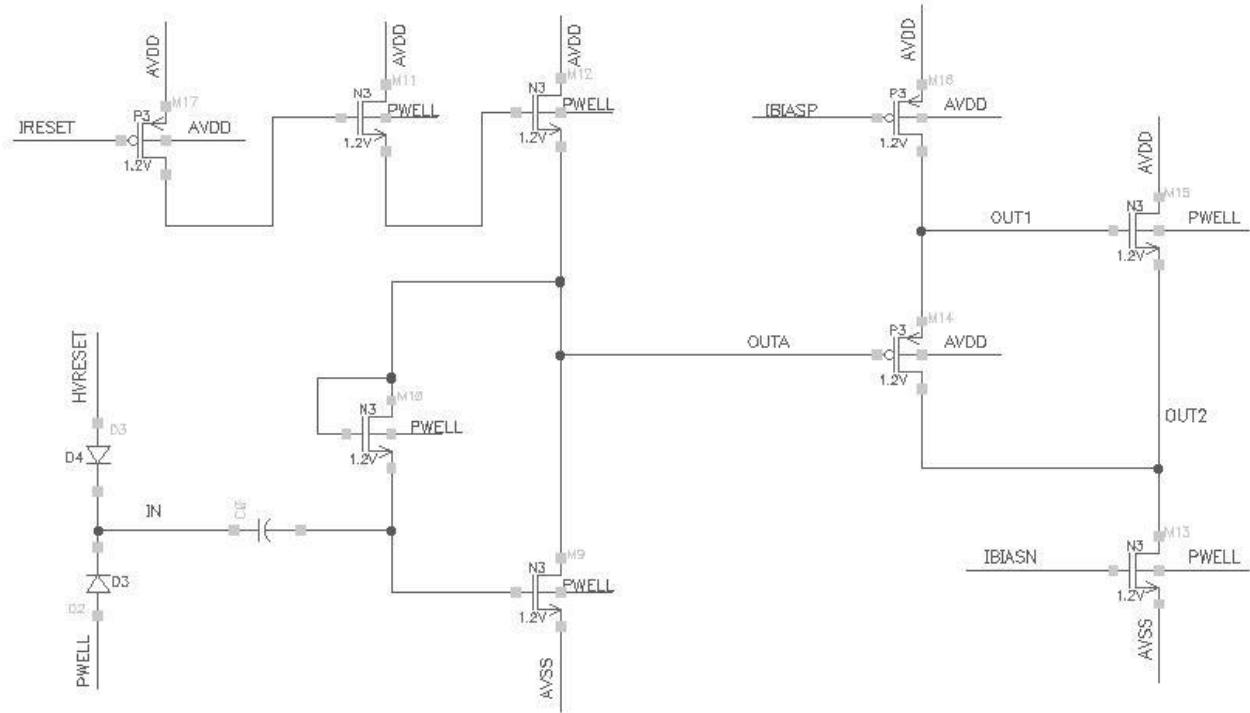 AVDD
M17
P3
IRESET
AVDD
1.2V
AVDD
M11
N3
PWELL
1.2V
AVDD
M12
N3
PWELL
1.2V
AVDD
M16
P3
IBIASP
AVDD
1.2V
AVDD
M15
N3
OUT1
PWELL
1.2V
OUTA
M14
P3
AVDD
1.2V
OUT2
HVRESET
D3
D4
M10
N3
PWELL
1.2V
IN
C0
D3
D2
PWELL
M9
N3
PWELL
1.2V
AVSS
M13
N3
IBIASN
PWELL
1.2V
AVSS